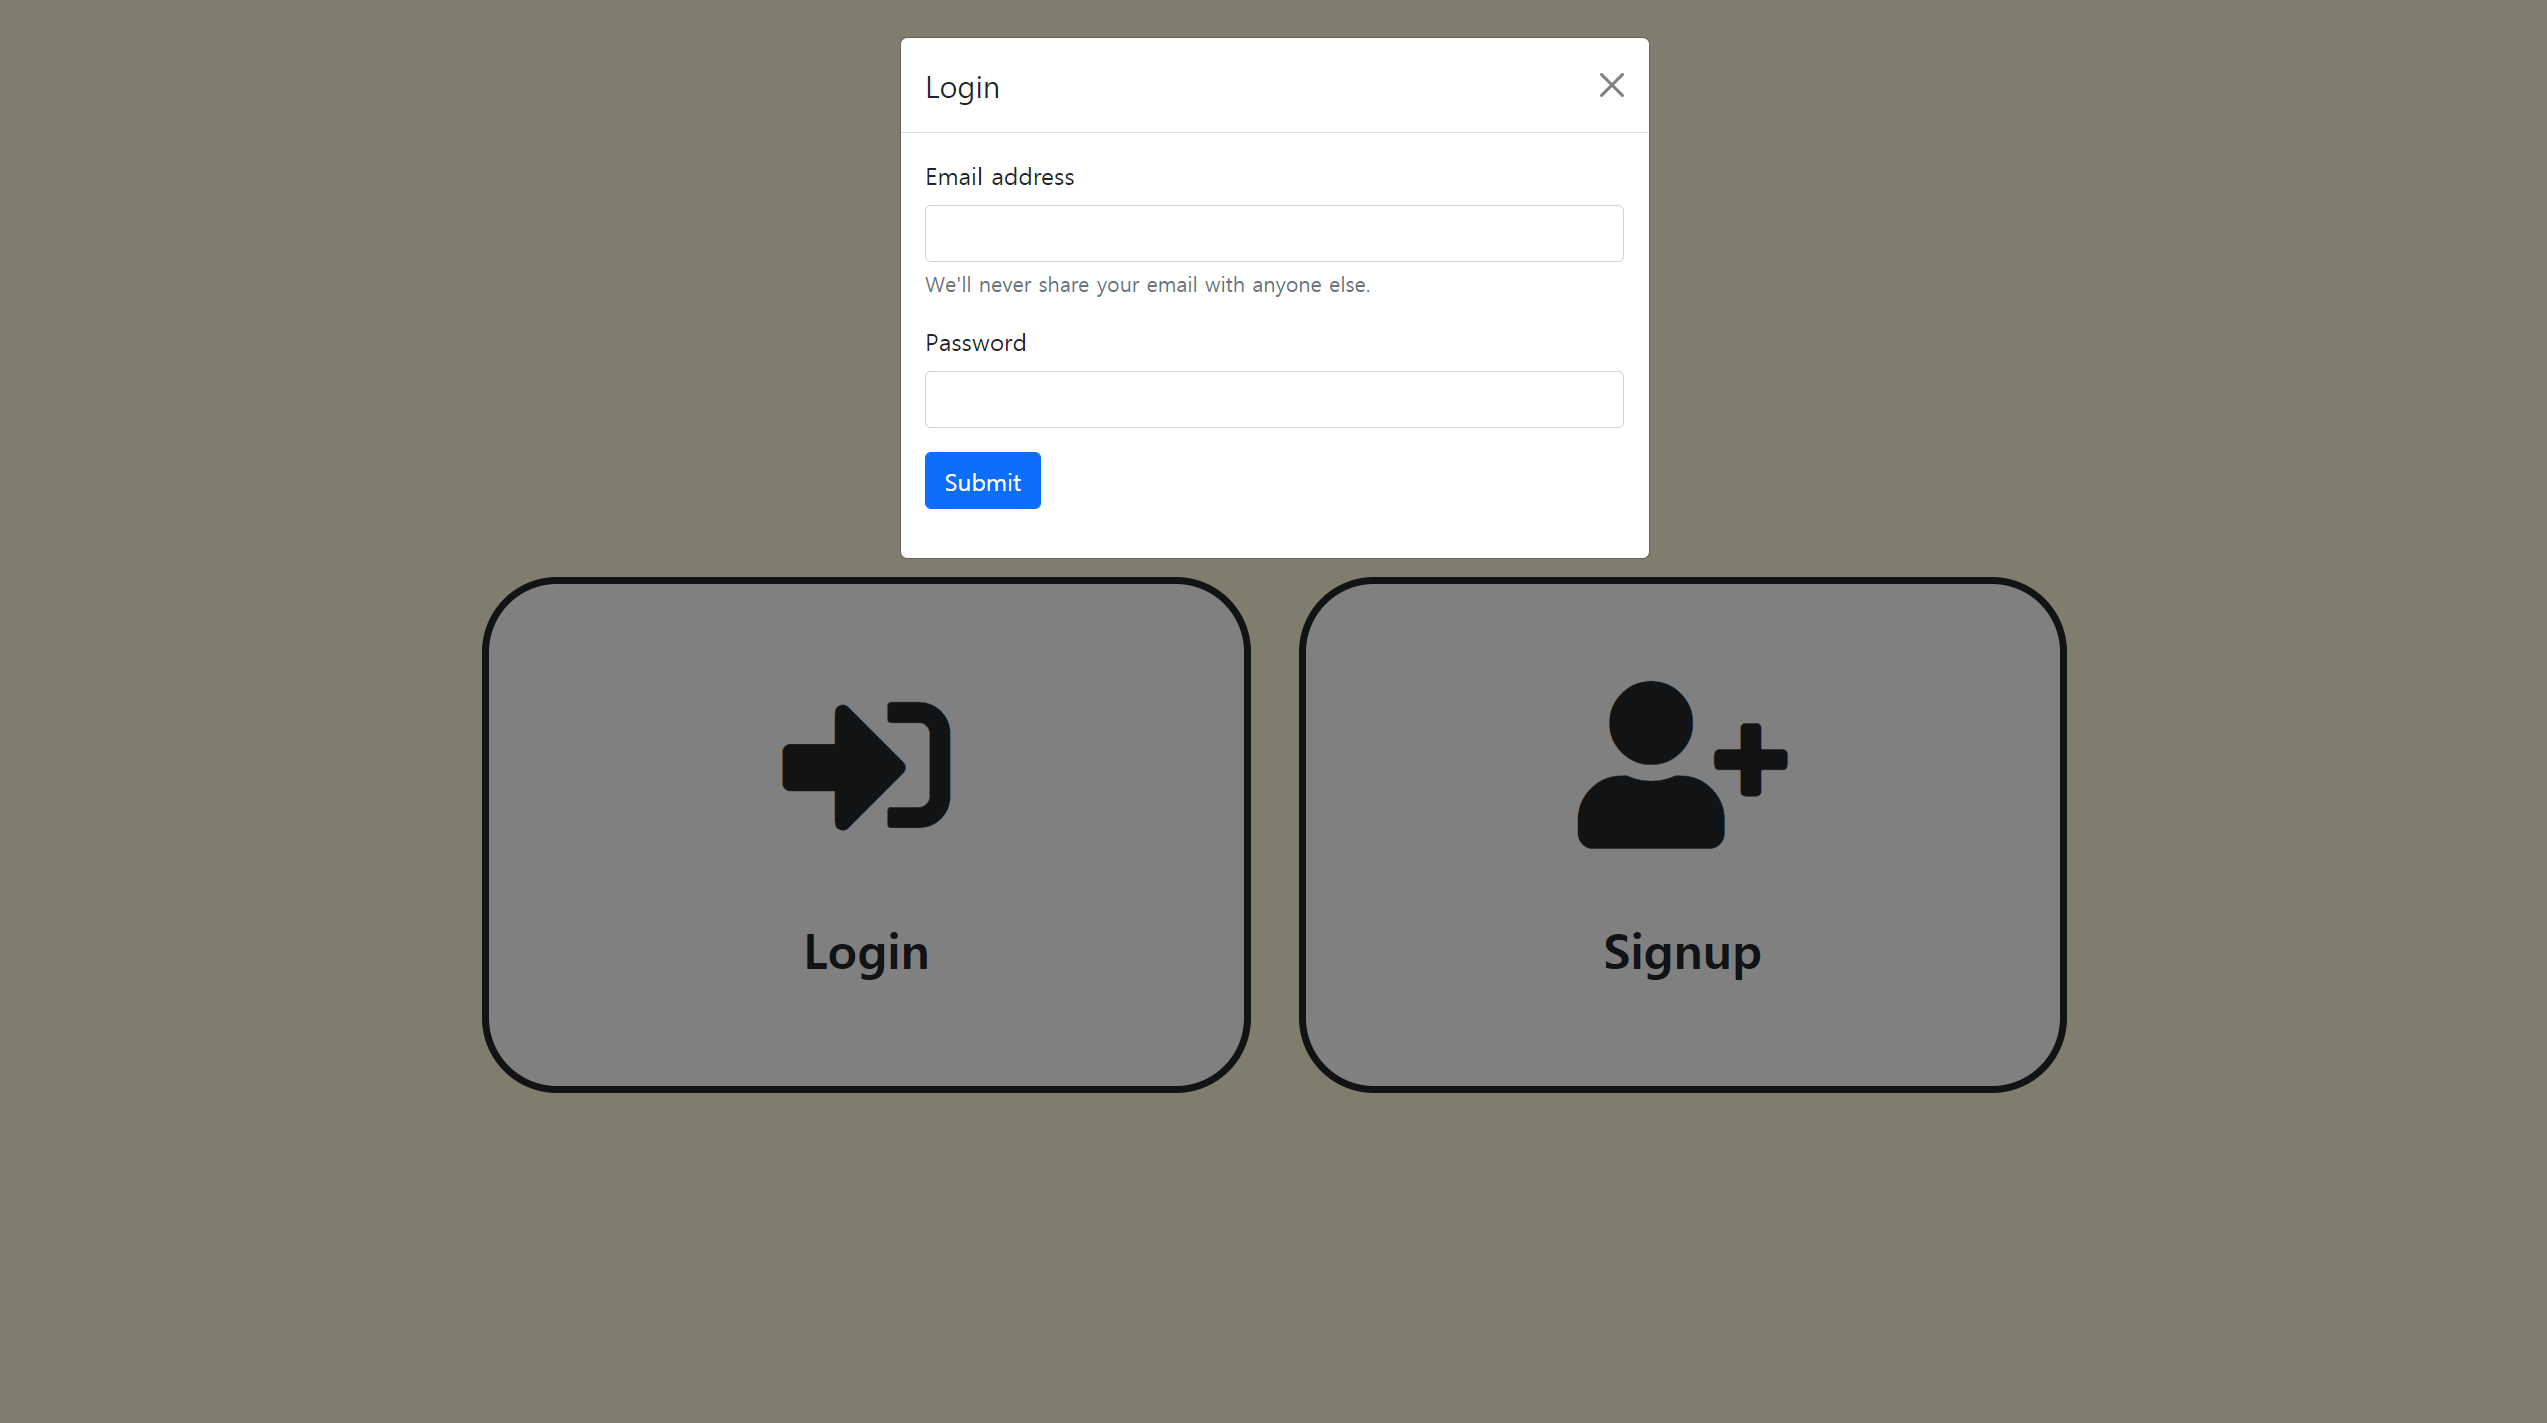 Login
Email address
We'll never share your email with anyone else.
Password
Submit
Login
Signup